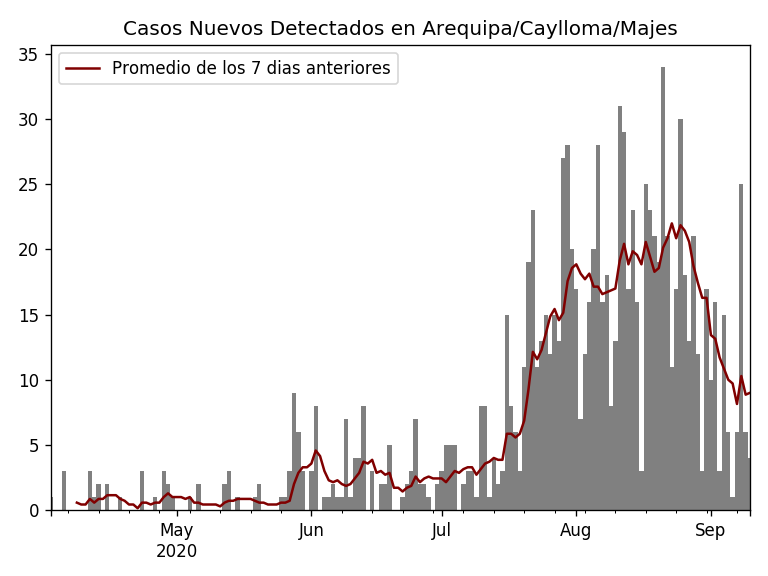 Casos Nuevos Detectados en Arequipa/Caylloma/Majes
Promedio de los 7 dias anteriores
35
30
25
20
15
10
5
0
May
2020
Jun
Jul
Aug
Sep